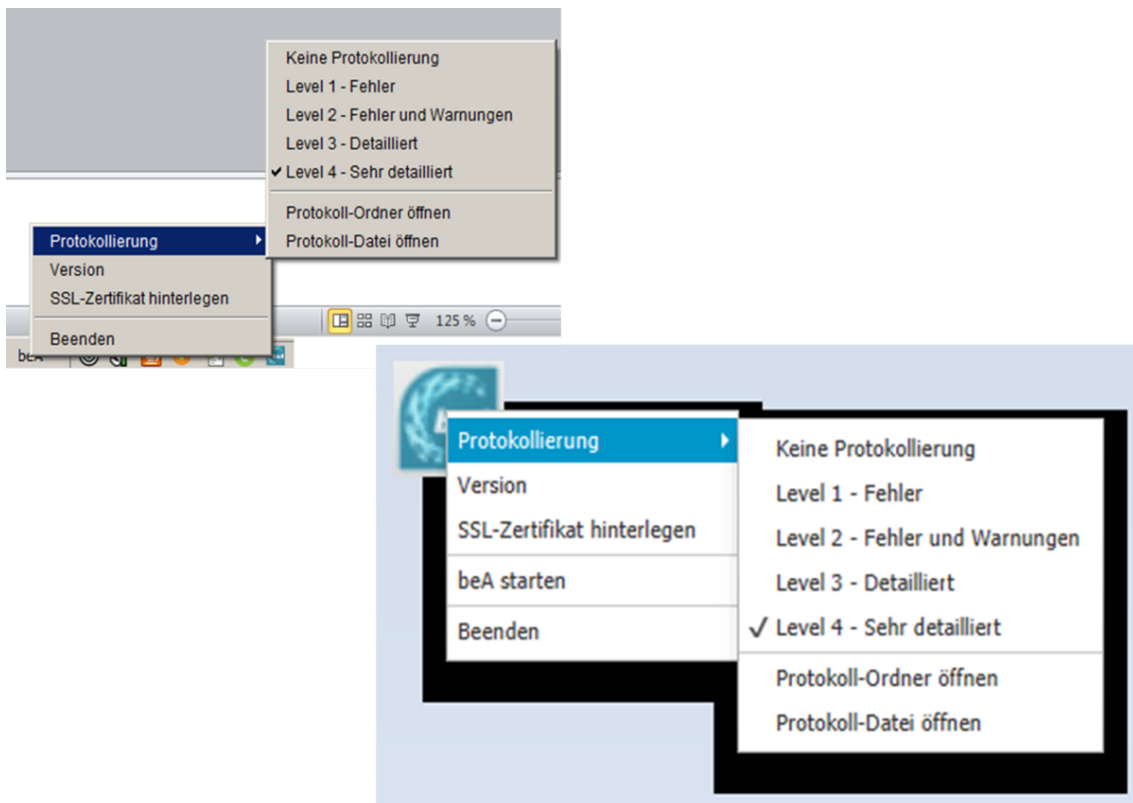 Keine Protokollierung
Level 1 - Fehler
Level 2 - Fehler und Warnungen
Level 3 - Detailliert
Level 4 - Sehr detailliert
Protokoll-Ordner öffnen
Protokoll-Datei öffnen
Protokollierung
Version
SSL-Zertifikat hinterlegen
Beenden
125 %
beA
Protokollierung
Version
SSL-Zertifikat hinterlegen
beA starten
Beenden
Keine Protokollierung
Level 1 - Fehler
Level 2 - Fehler und Warnungen
Level 3 - Detailliert
Level 4 - Sehr detailliert
Protokoll-Ordner öffnen
Protokoll-Datei öffnen